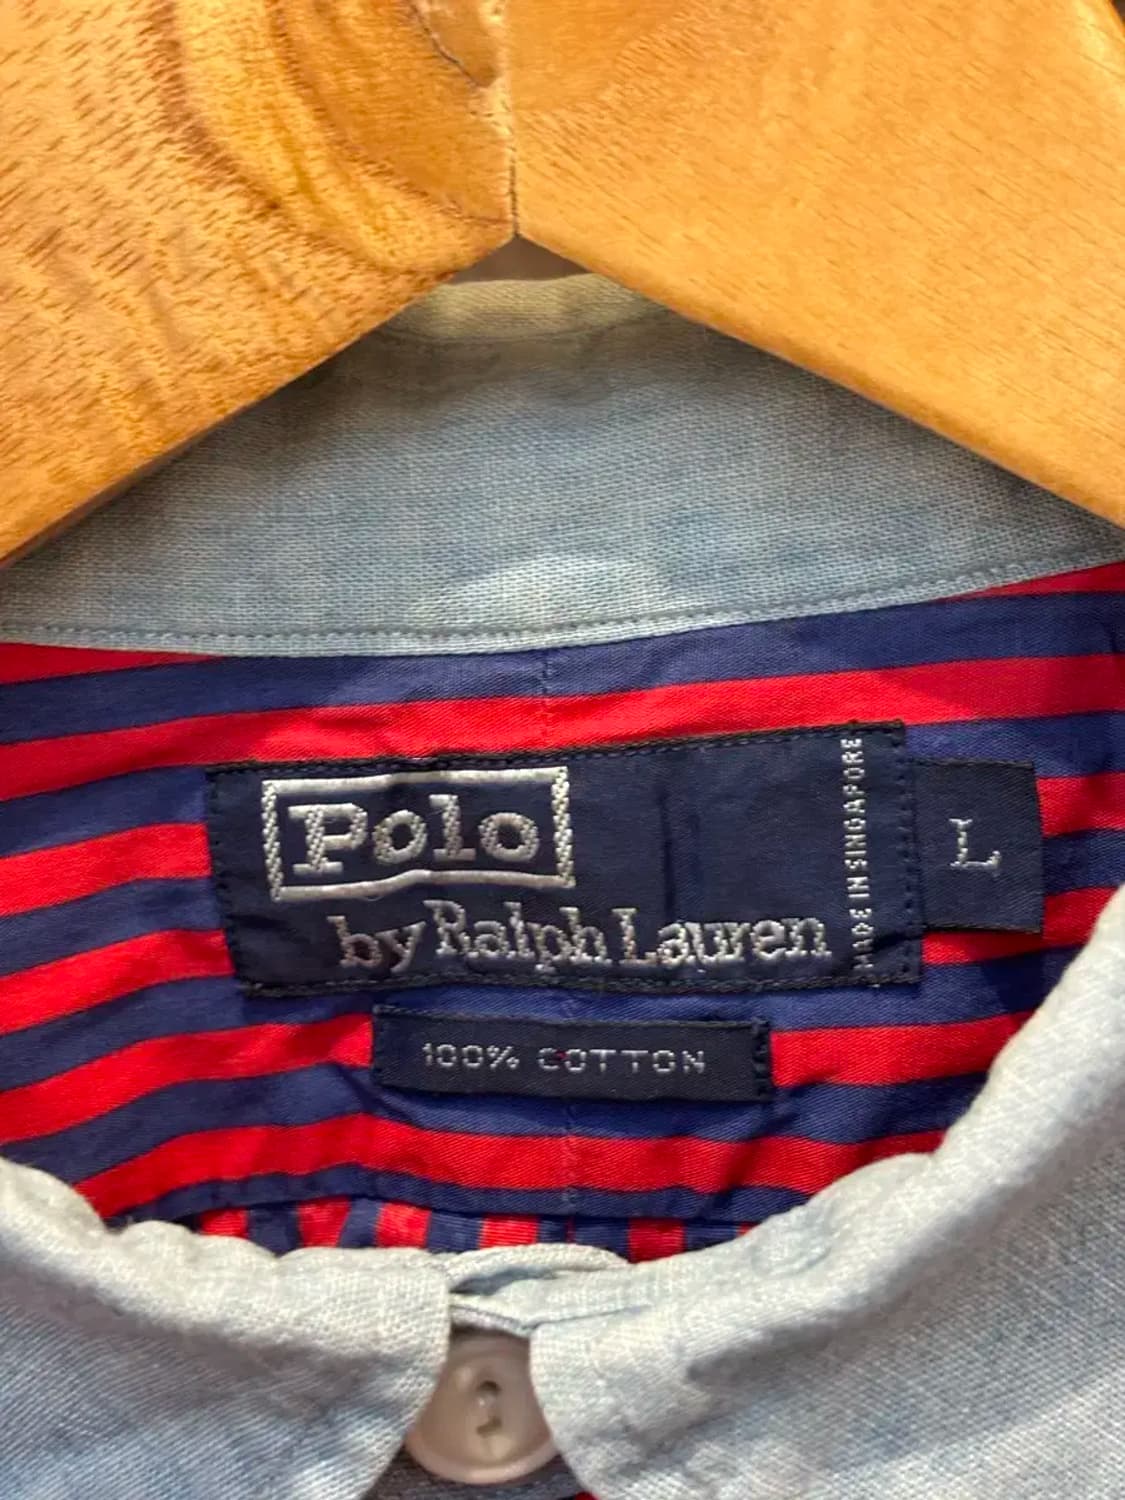 Polo
by Ralph Lauren
MADE IN SINGAPORE
L
100% COTTON